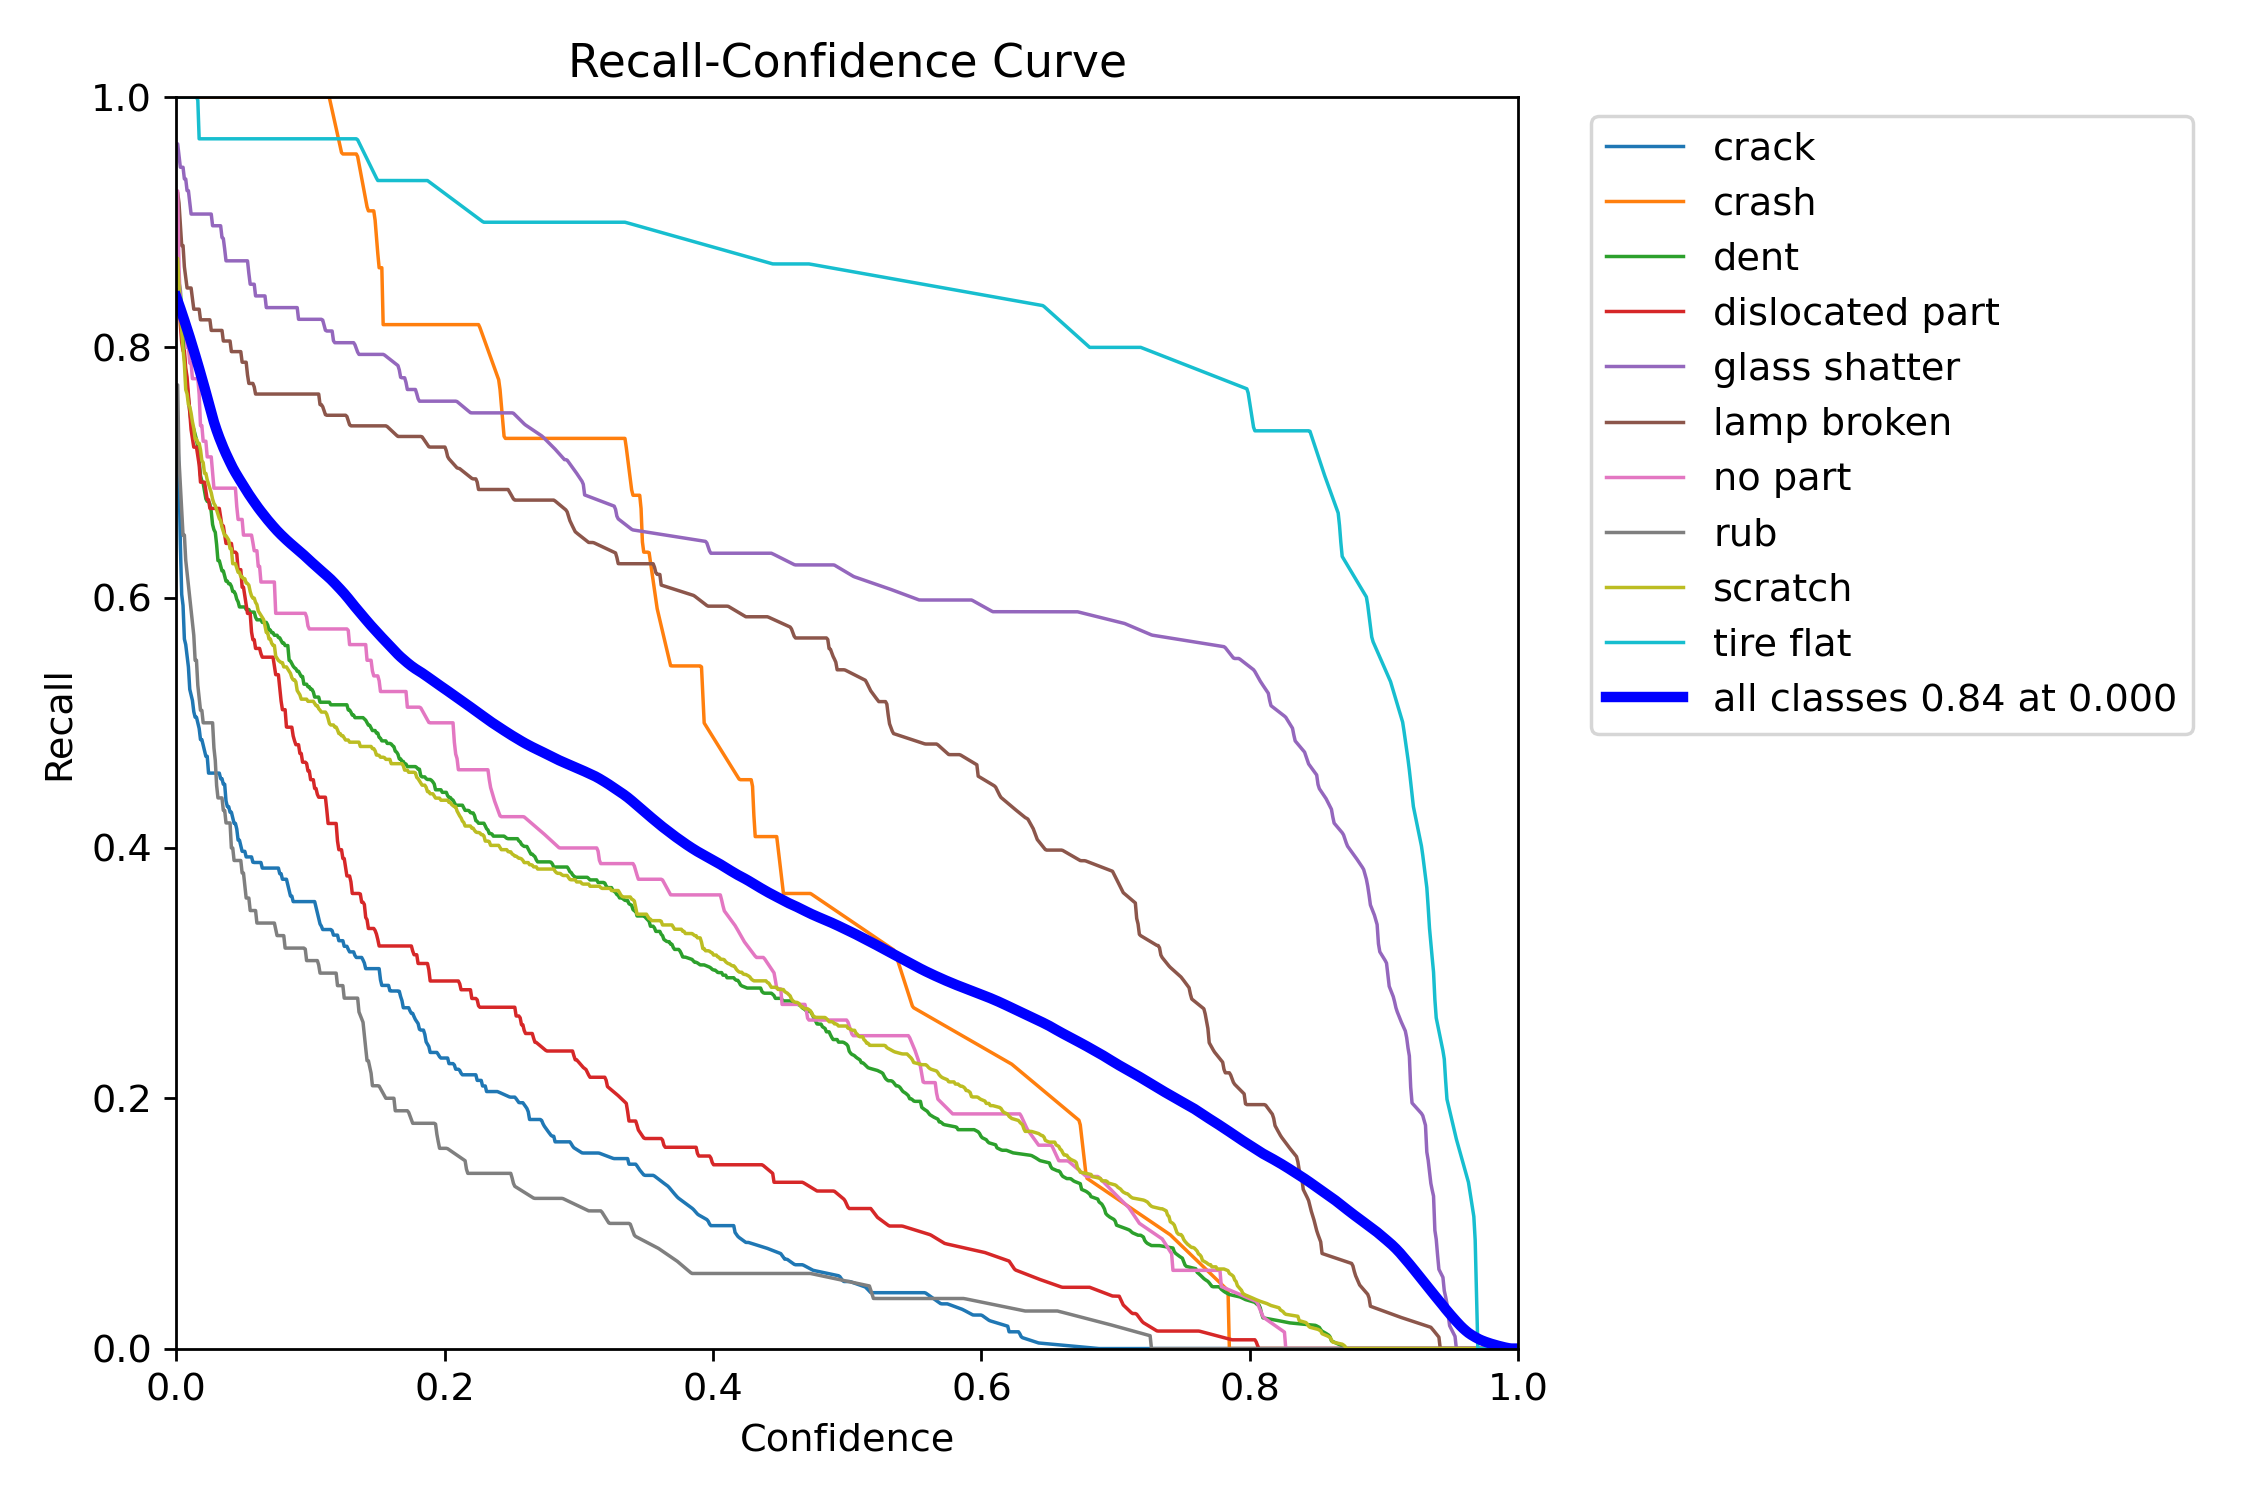 Recall-Confidence Curve
1.0
0.8
0.6
0.4
0.2
0.0
Recall
0.0 0.2 0.4 0.6 0.8 1.0
Confidence
crack
crash
dent
dislocated part
glass shatter
lamp broken
no part
rub
scratch
tire flat
all classes 0.84 at 0.000